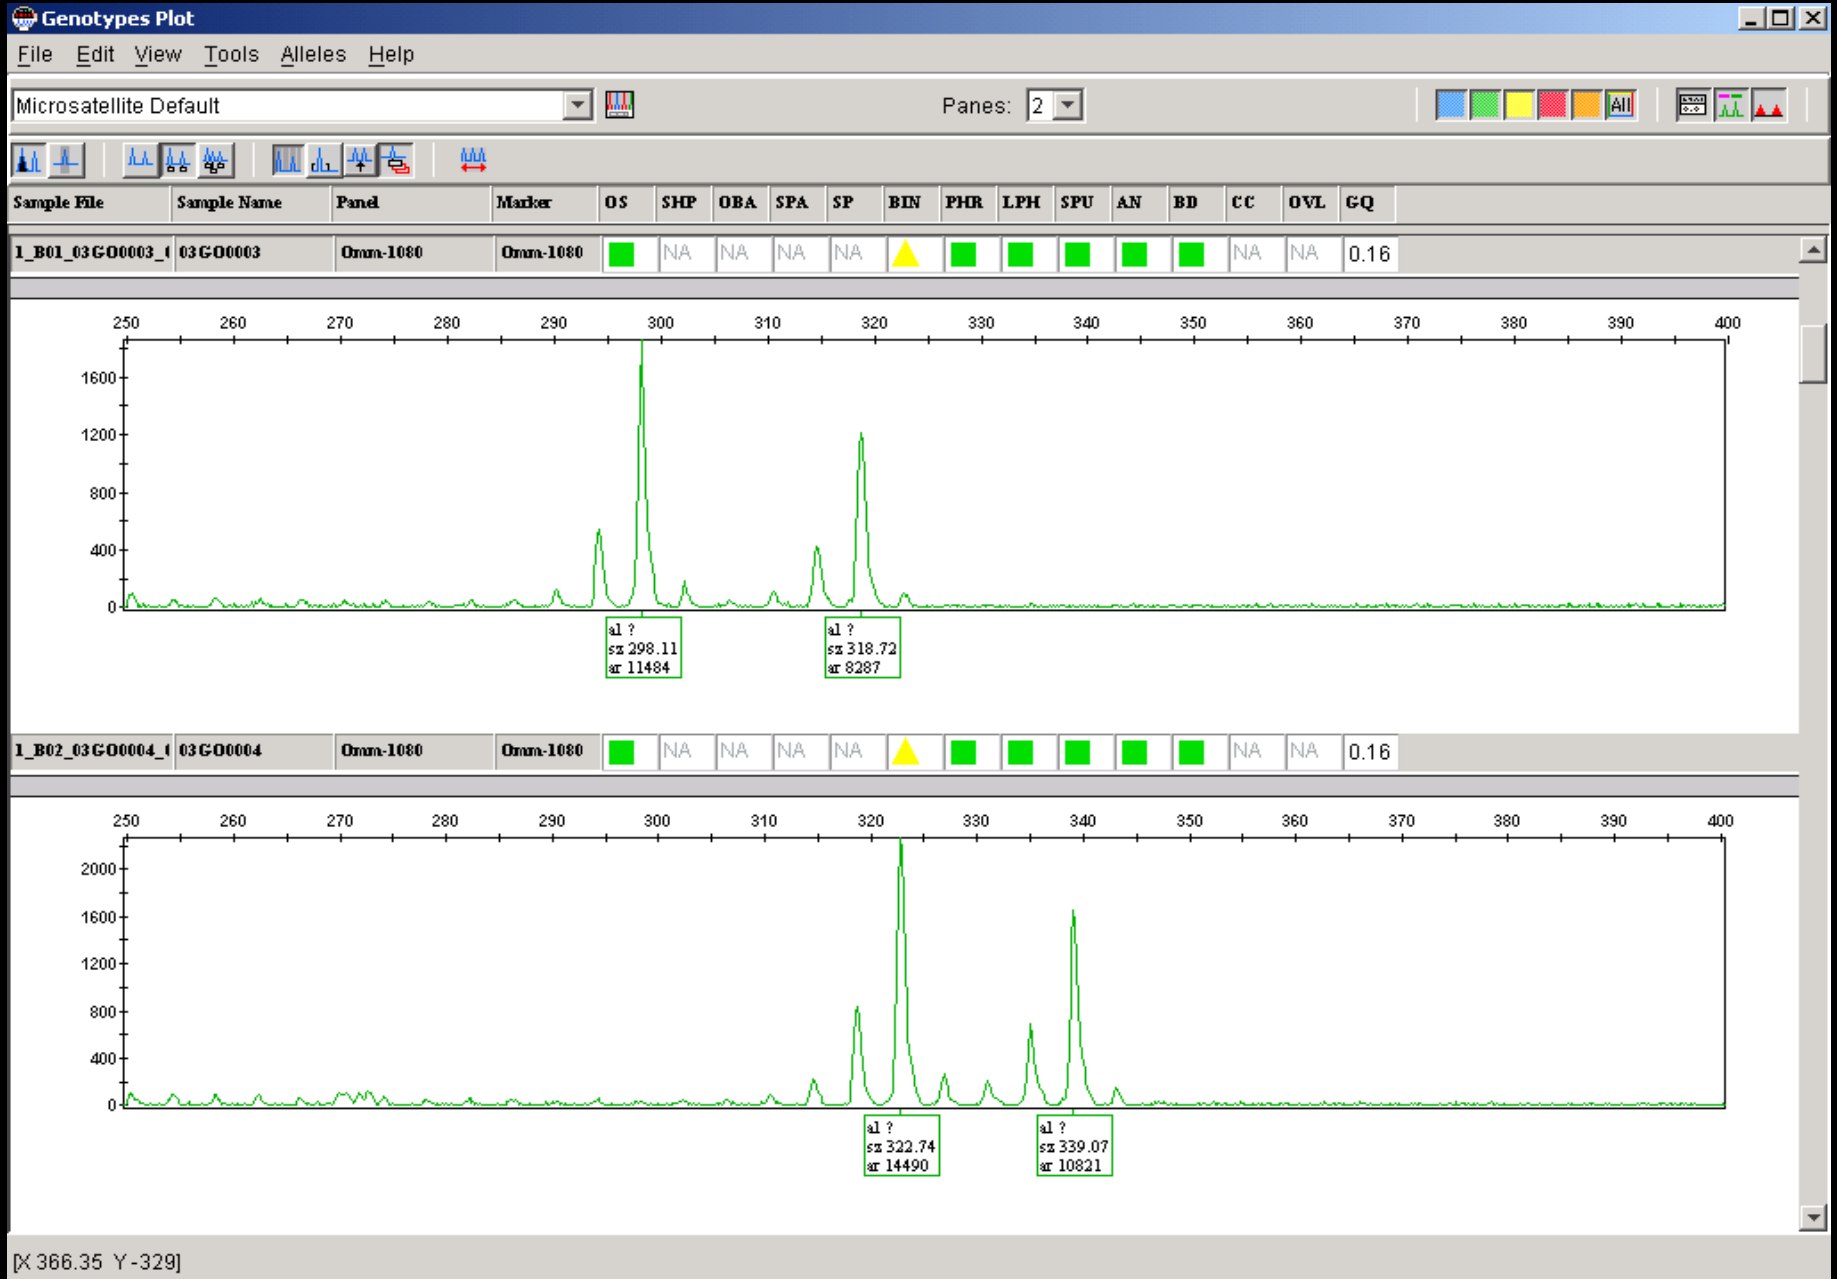 Genotypes Plot
File Edit View Tools Alleles Help
Microsatellite Default Panes: 2 All
Sample File Sample Name Panel Marker OS SHP OBA SPA SP BIN PHR LPH SPU AN BD CC OVL GQ
1_B01_03GO0003_ 03GO0003 Omm-1080 Omm-1080 NA NA NA NA NA NA 0.16
250 260 270 280 290 300 310 320 330 340 350 360 370 380 390 400
1600
1200
800
400
0
al ? al ?
sz 298.11 sz 318.72
ar 11484 ar 8287
1_B02_03GO0004_ 03GO0004 Omm-1080 Omm-1080 NA NA NA NA NA NA 0.16
250 260 270 280 290 300 310 320 330 340 350 360 370 380 390 400
2000
1600
1200
800
400
0
al ? al ?
sz 322.74 sz 339.07
ar 14490 ar 10821
[X 366.35 Y -329]